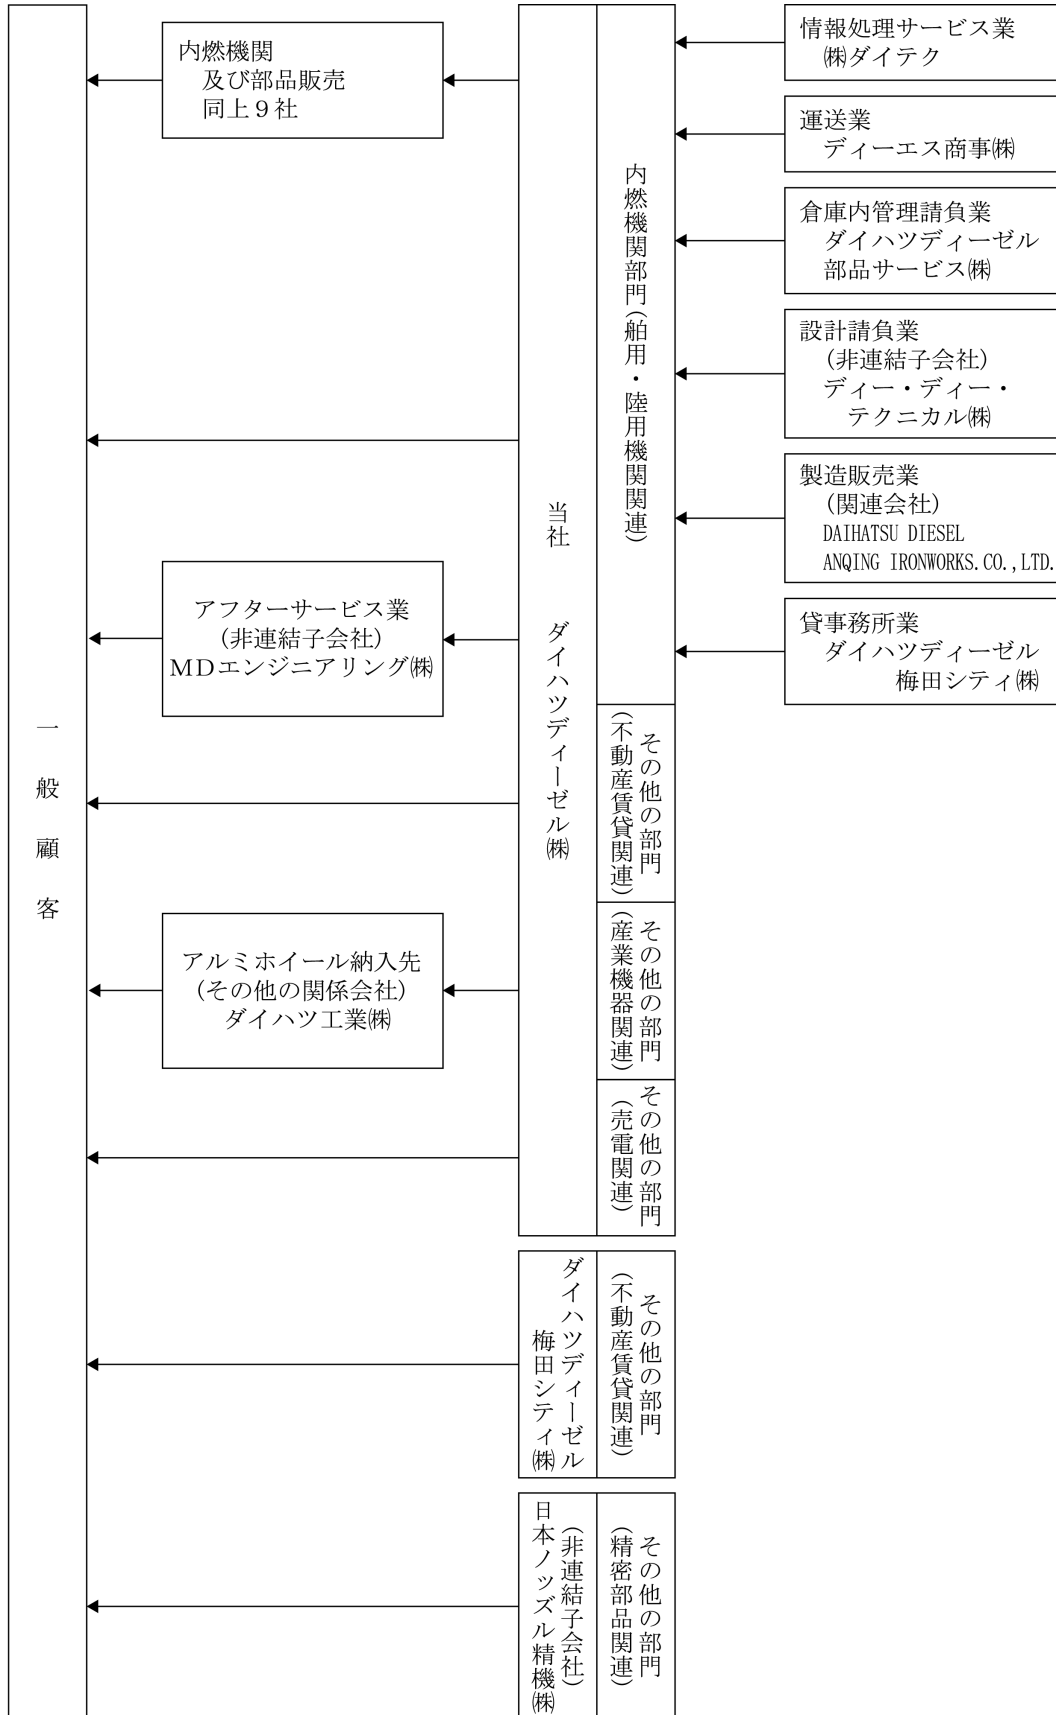 一般顧客
内燃機関
及び部品販売
同上９社
アフターサービス業
(非連結子会社)
MDエンジニアリング㈱
アルミホイール納入先
(その他の関係会社)
ダイハツ工業㈱
当社　ダイハツディーゼル㈱
内燃機関部門(舶用・陸用機関関連)
その他の部門
(不動産賃貸関連)
その他の部門
(産業機器関連)
その他の部門
(売電関連)
ダイハツディーゼル
梅田シティ㈱
その他の部門
(不動産賃貸関連)
(非連結子会社)
日本ノッズル精機㈱
その他の部門
(精密部品関連)
情報処理サービス業
㈱ダイテク
運送業
ディーエス商事㈱
倉庫内管理請負業
ダイハツディーゼル
部品サービス㈱
設計請負業
(非連結子会社)
ディー・ディー・
テクニカル㈱
製造販売業
(関連会社)
DAIHATSU DIESEL
ANQING IRONWORKS.CO.,LTD.
貸事務所業
ダイハツディーゼル
梅田シティ㈱